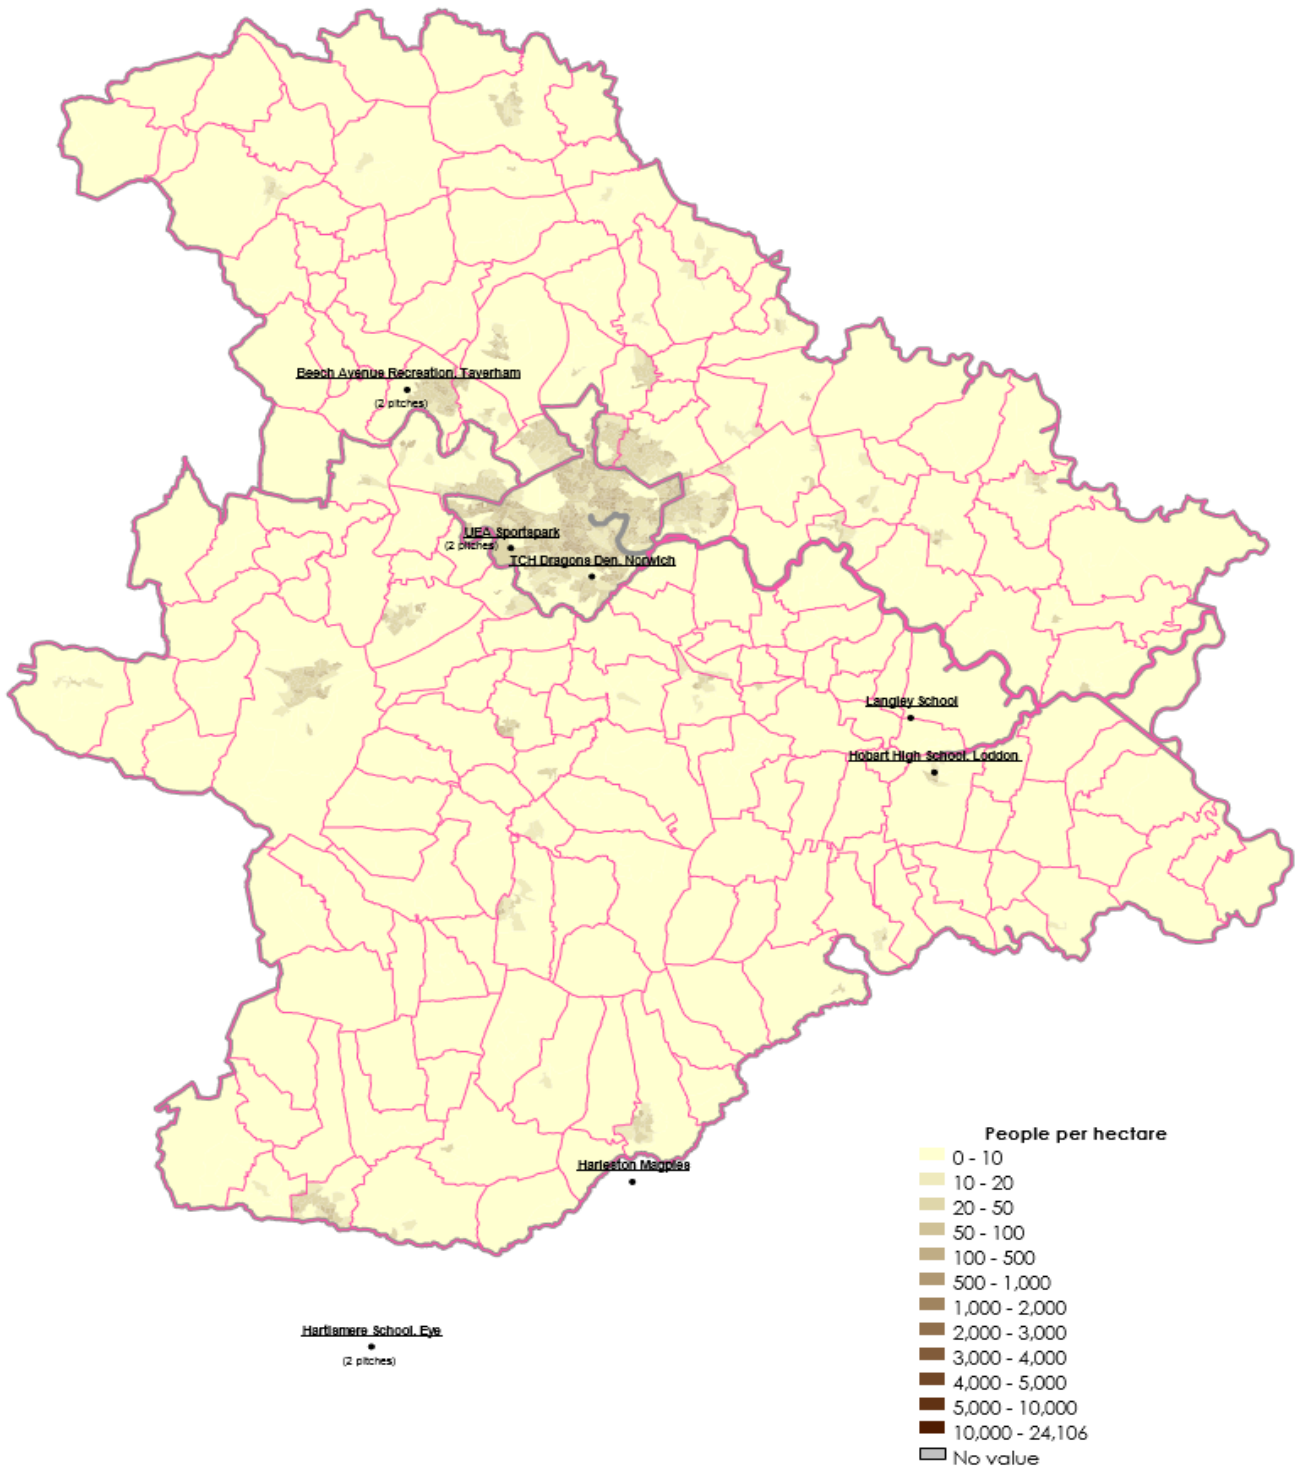 Beech Avenue Recreation, Taverham
(2 pitches)
UEA Sportspark
(2 pitches)
TCH Dragons Den, Norwich
Langley School
Hobart High School, Loddon
Harleston Magpies
Hartismere School, Eye
(2 pitches)
People per hectare
0 - 10
10 - 20
20 - 50
50 - 100
100 - 500
500 - 1,000
1,000 - 2,000
2,000 - 3,000
3,000 - 4,000
4,000 - 5,000
5,000 - 10,000
10,000 - 24,106
No value